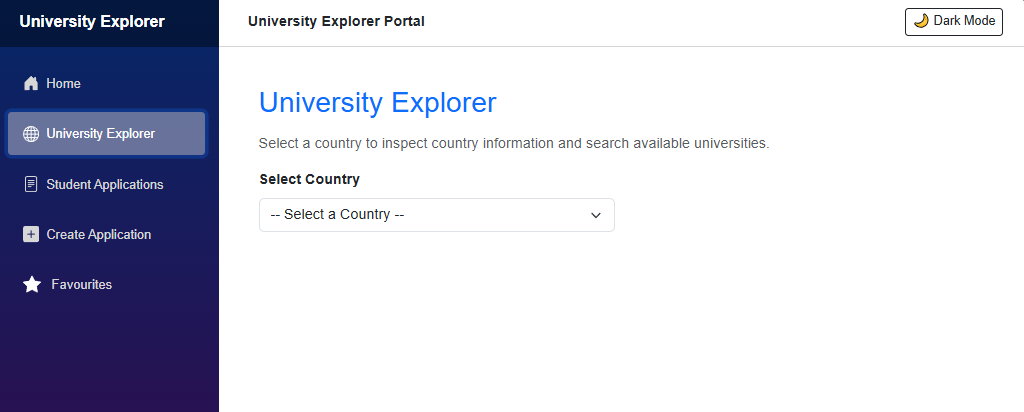 University Explorer
University Explorer Portal
Dark Mode
Home
University Explorer
Student Applications
Create Application
Favourites
University Explorer
Select a country to inspect country information and search available universities.
Select Country
-- Select a Country --